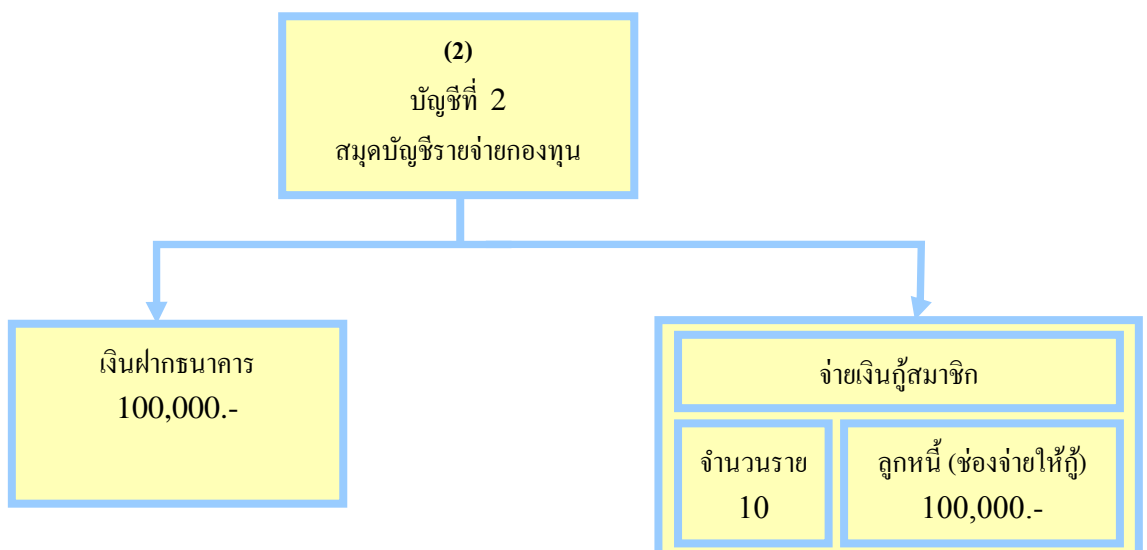 (2)
บัญชีที่ 2
สมุดบัญชีรายจ่ายกองทุน
เงินฝากธนาคาร
100,000.-
จ่ายเงินกู้สมาชิก
จำนวนราย
10
ลูกหนี้ (ช่องจ่ายให้กู้)
100,000.-